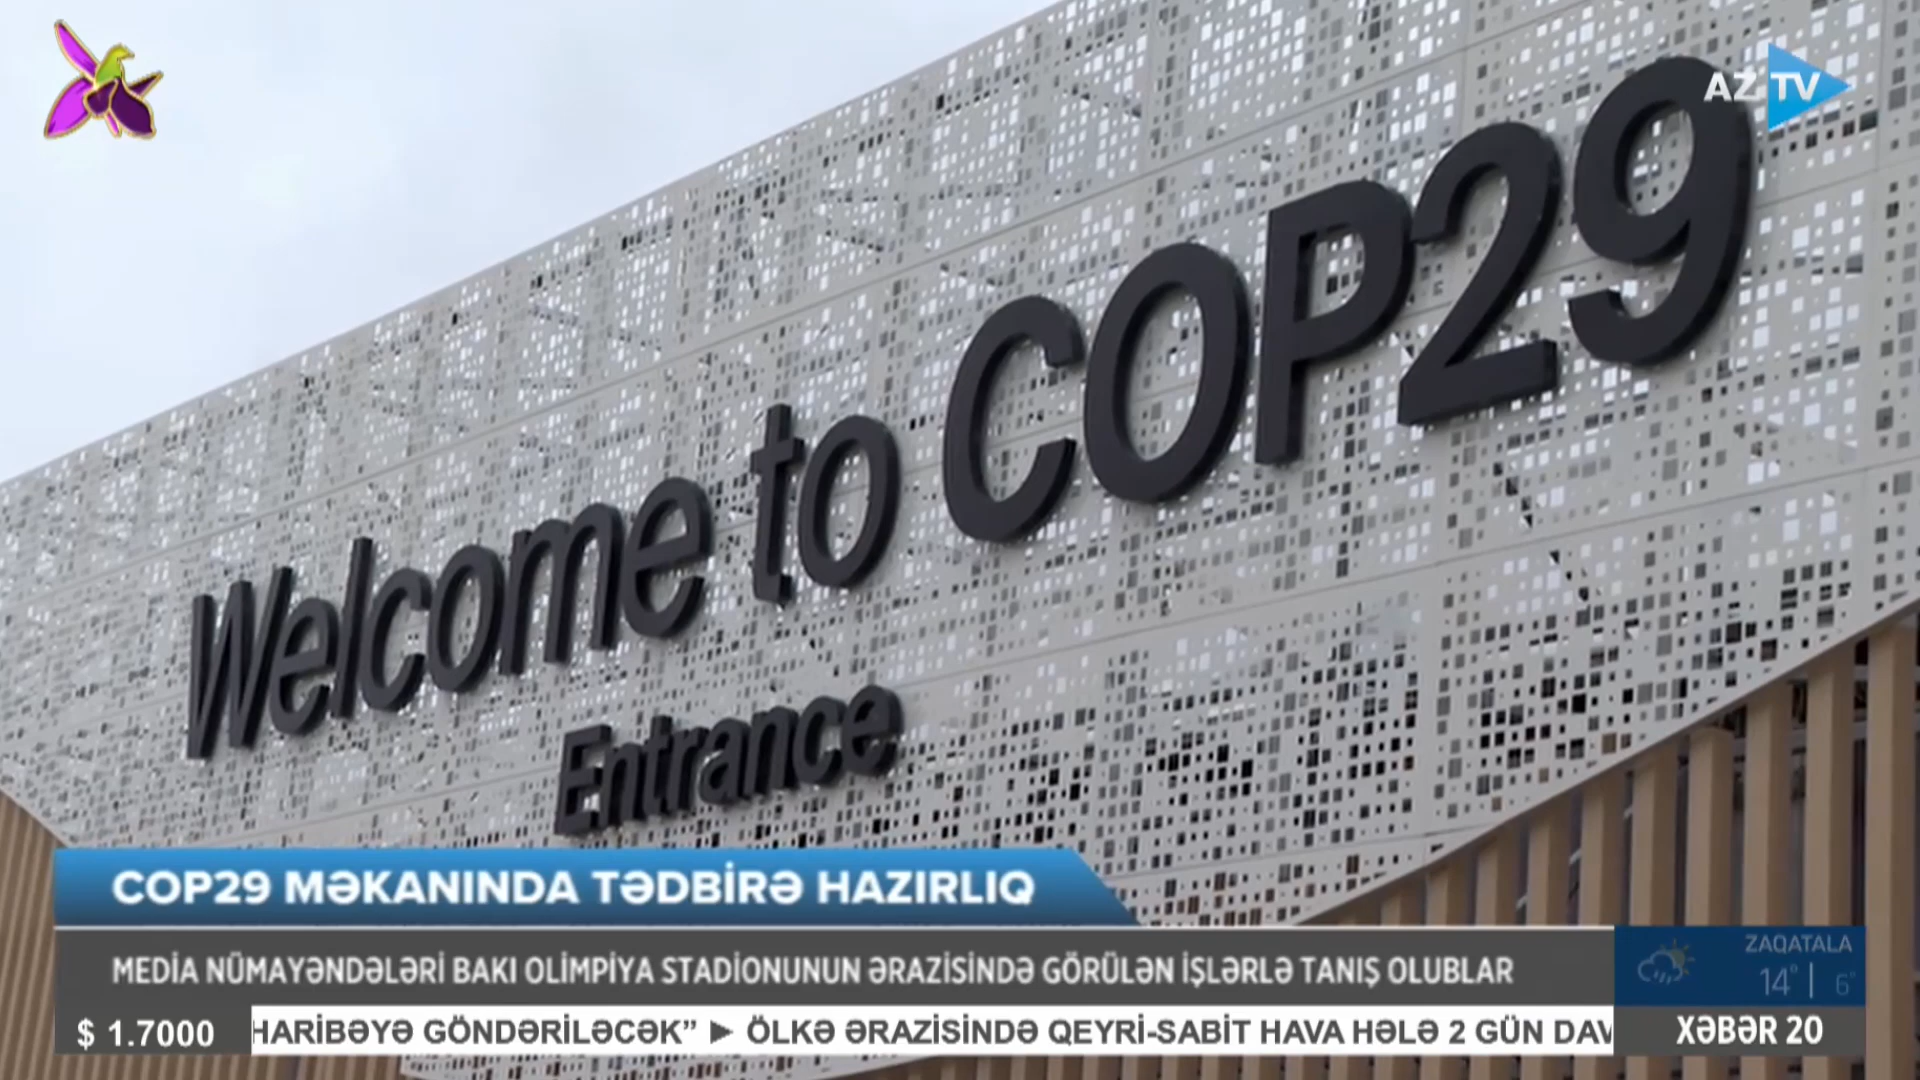 AZTV
Welcome to COP29
Entrance
COP29 MƏKANINDA TƏDBİRƏ HAZIRLIQ
MEDİA NÜMAYƏNDƏLƏRİ BAKI OLİMPİYA STADİONUNUN ƏRAZİSİNDƏ GÖRÜLƏN İŞLƏRLƏ TANIŞ OLUBLAR
ZAQATALA
14° | 6°
$ 1.7000
HARİBƏYƏ GÖNDƏRİLƏCƏK” ► ÖLKƏ ƏRAZİSİNDƏ QEYRİ-SABİT HAVA HƏLƏ 2 GÜN DAV
XƏBƏR 20